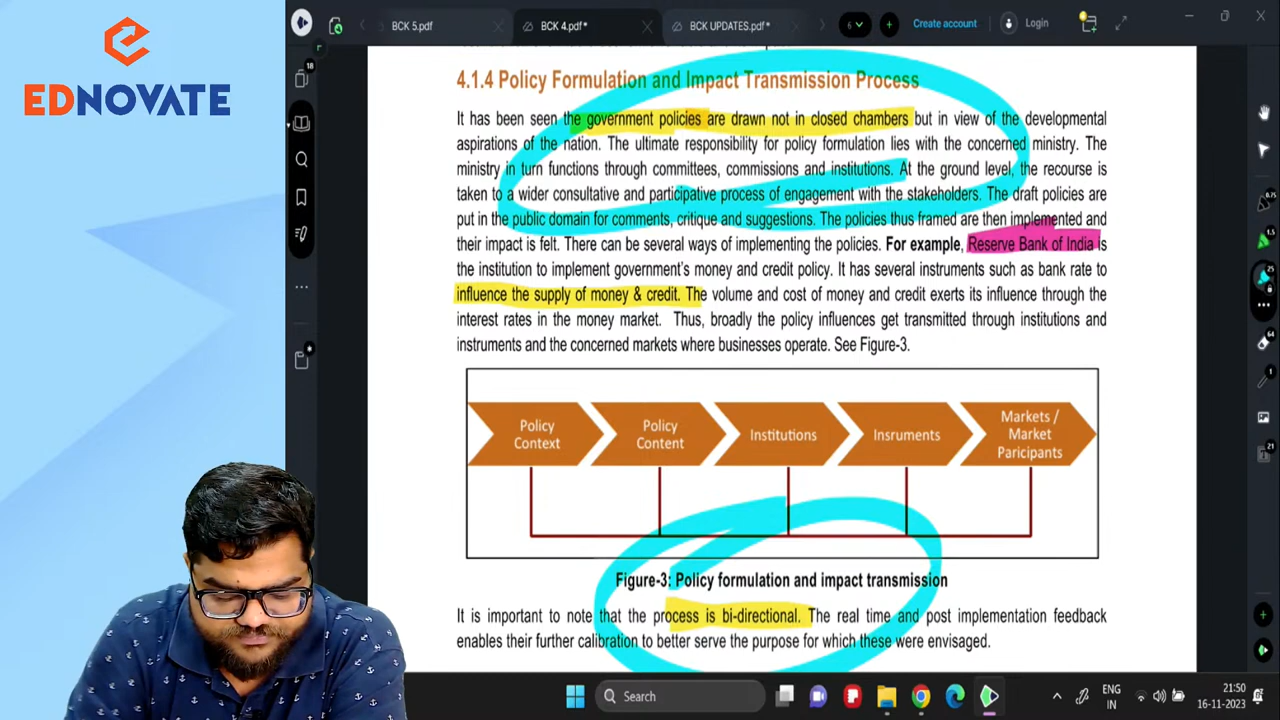 BCK 5.pdf
BCK 4.pdf*
BCK UPDATES.pdf*
6
Create account
Login
EDNOVATE
18
4.1.4 Policy Formulation and Impact Transmission Process
It has been seen the government policies are drawn not in closed chambers but in view of the developmental
aspirations of the nation. The ultimate responsibility for policy formulation lies with the concerned ministry. The
ministry in turn functions through committees, commissions and institutions. At the ground level, the recourse is
taken to a wider consultative and participative process of engagement with the stakeholders. The draft policies are
put in the public domain for comments, critique and suggestions. The policies thus framed are then implemented and
their impact is felt. There can be several ways of implementing the policies. For example, Reserve Bank of India is
the institution to implement government's money and credit policy. It has several instruments such as bank rate to
influence the supply of money & credit. The volume and cost of money and credit exerts its influence through the
interest rates in the money market. Thus, broadly the policy influences get transmitted through institutions and
instruments and the concerned markets where businesses operate. See Figure-3.
Policy
Context
Policy
Content
Institutions
Insruments
Markets /
Market
Paricipants
Figure-3: Policy formulation and impact transmission
It is important to note that the process is bi-directional. The real time and post implementation feedback
enables their further calibration to better serve the purpose for which these were envisaged.
0.75
1.5
25
64
1
21
Search
ENG
IN
21:50
16-11-2023